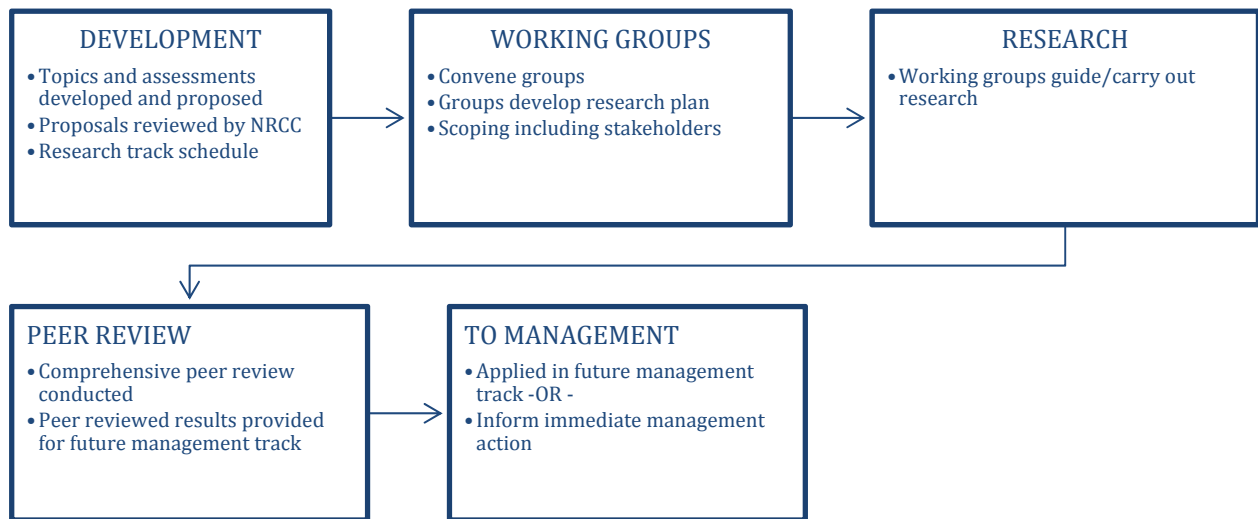 DEVELOPMENT
• Topics and assessments
developed and proposed
• Proposals reviewed by NRCC
• Research track schedule
WORKING GROUPS
• Convene groups
• Groups develop research plan
• Scoping including stakeholders
RESEARCH
• Working groups guide/carry out
research
PEER REVIEW
• Comprehensive peer review
conducted
• Peer reviewed results provided
for future management track
TO MANAGEMENT
• Applied in future management
track -OR -
• Inform immediate management
action